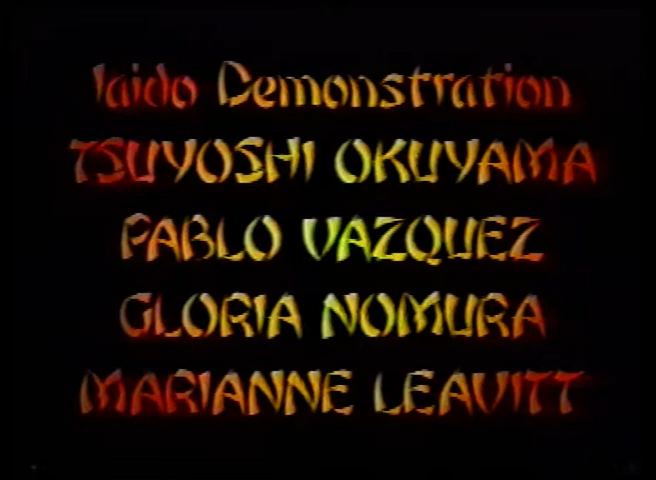 Iaido Demonstration
TSUYOSHI OKUYAMA
PABLO VAZQUEZ
GLORIA NOMURA
MARIANNE LEAVITT